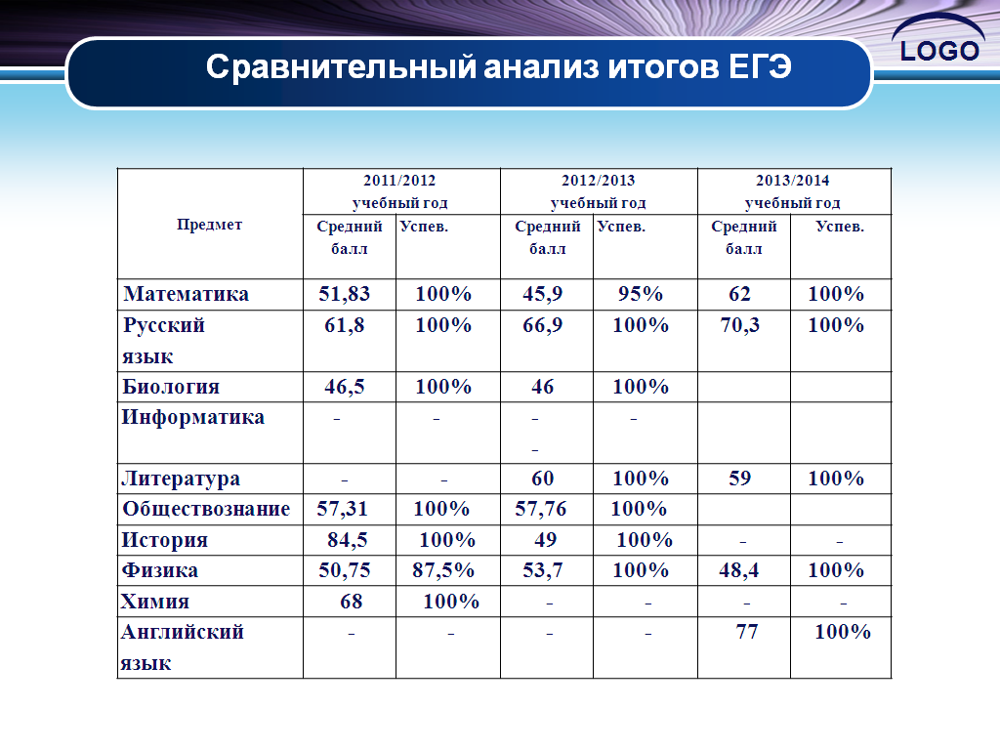 LOGO
Сравнительный анализ итогов ЕГЭ
Предмет
2011/2012
учебный год
2012/2013
учебный год
2013/2014
учебный год
Средний
балл
Успев.
Средний
балл
Успев.
Средний
балл
Успев.
Математика 51,83 100% 45,9 95% 62 100%
Русский 61,8 100% 66,9 100% 70,3 100%
язык
Биология 46,5 100% 46 100%
Информатика - - - -
-
Литература - - 60 100% 59 100%
Обществознание 57,31 100% 57,76 100%
История 84,5 100% 49 100% - -
Физика 50,75 87,5% 53,7 100% 48,4 100%
Химия 68 100% - - - -
Английский - - - - 77 100%
язык